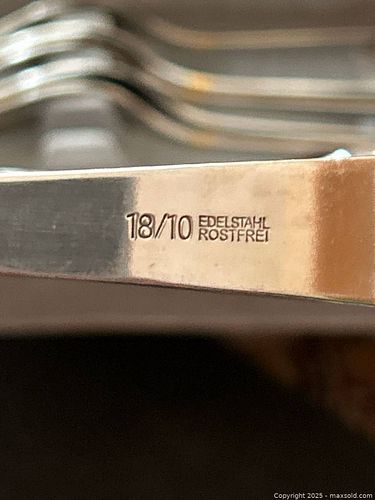 18/10 EDELSTAHL
ROSTFREI
Copyright 2025 - maxsold.com